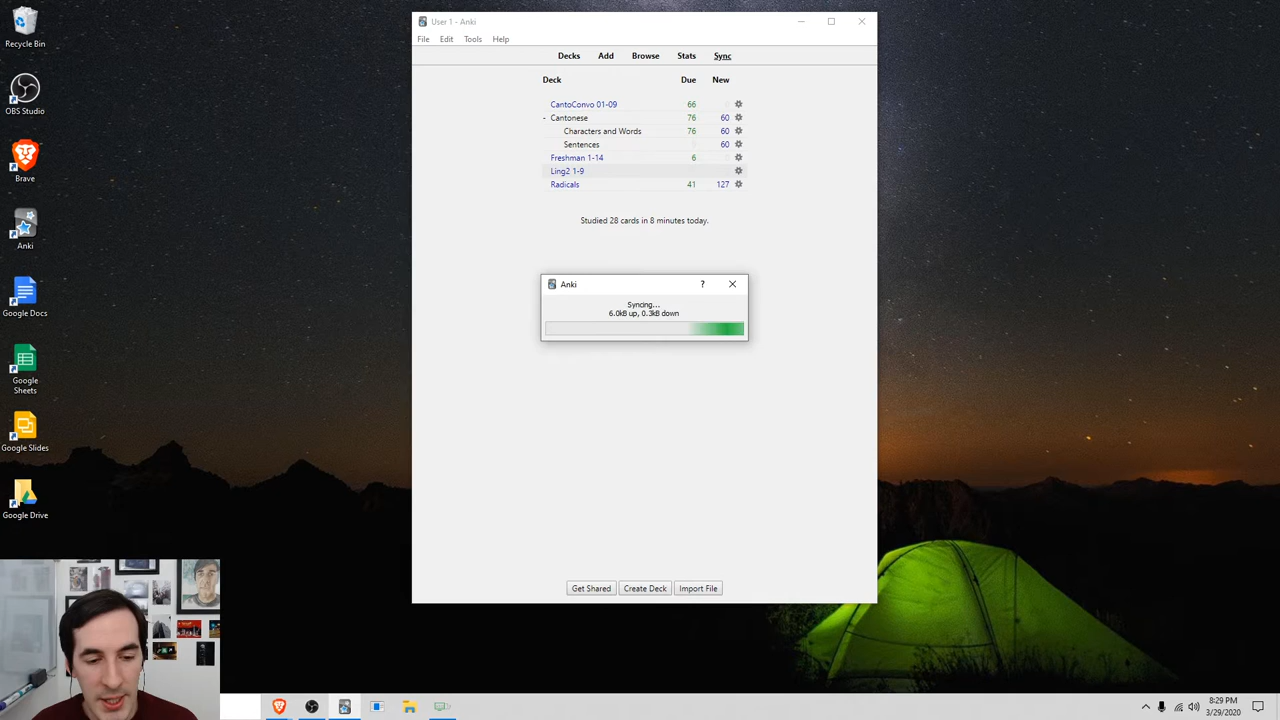 Recycle Bin
OBS Studio
Brave
Anki
Google Docs
Google
Sheets
Google Slides
Google Drive
User 1 - Anki
File Edit Tools Help
Decks Add Browse Stats Sync
Deck Due New
CantoConvo 01-09 66 0
- Cantonese 76 60
Characters and Words 76 60
Sentences 0 60
Freshman 1-14 6 0
Ling2 1-9
Radicals 41 127
Studied 28 cards in 8 minutes today.
Anki ?
Syncing...
6.0kB up, 0.3kB down
Get Shared Create Deck Import File
8:29 PM
3/29/2020